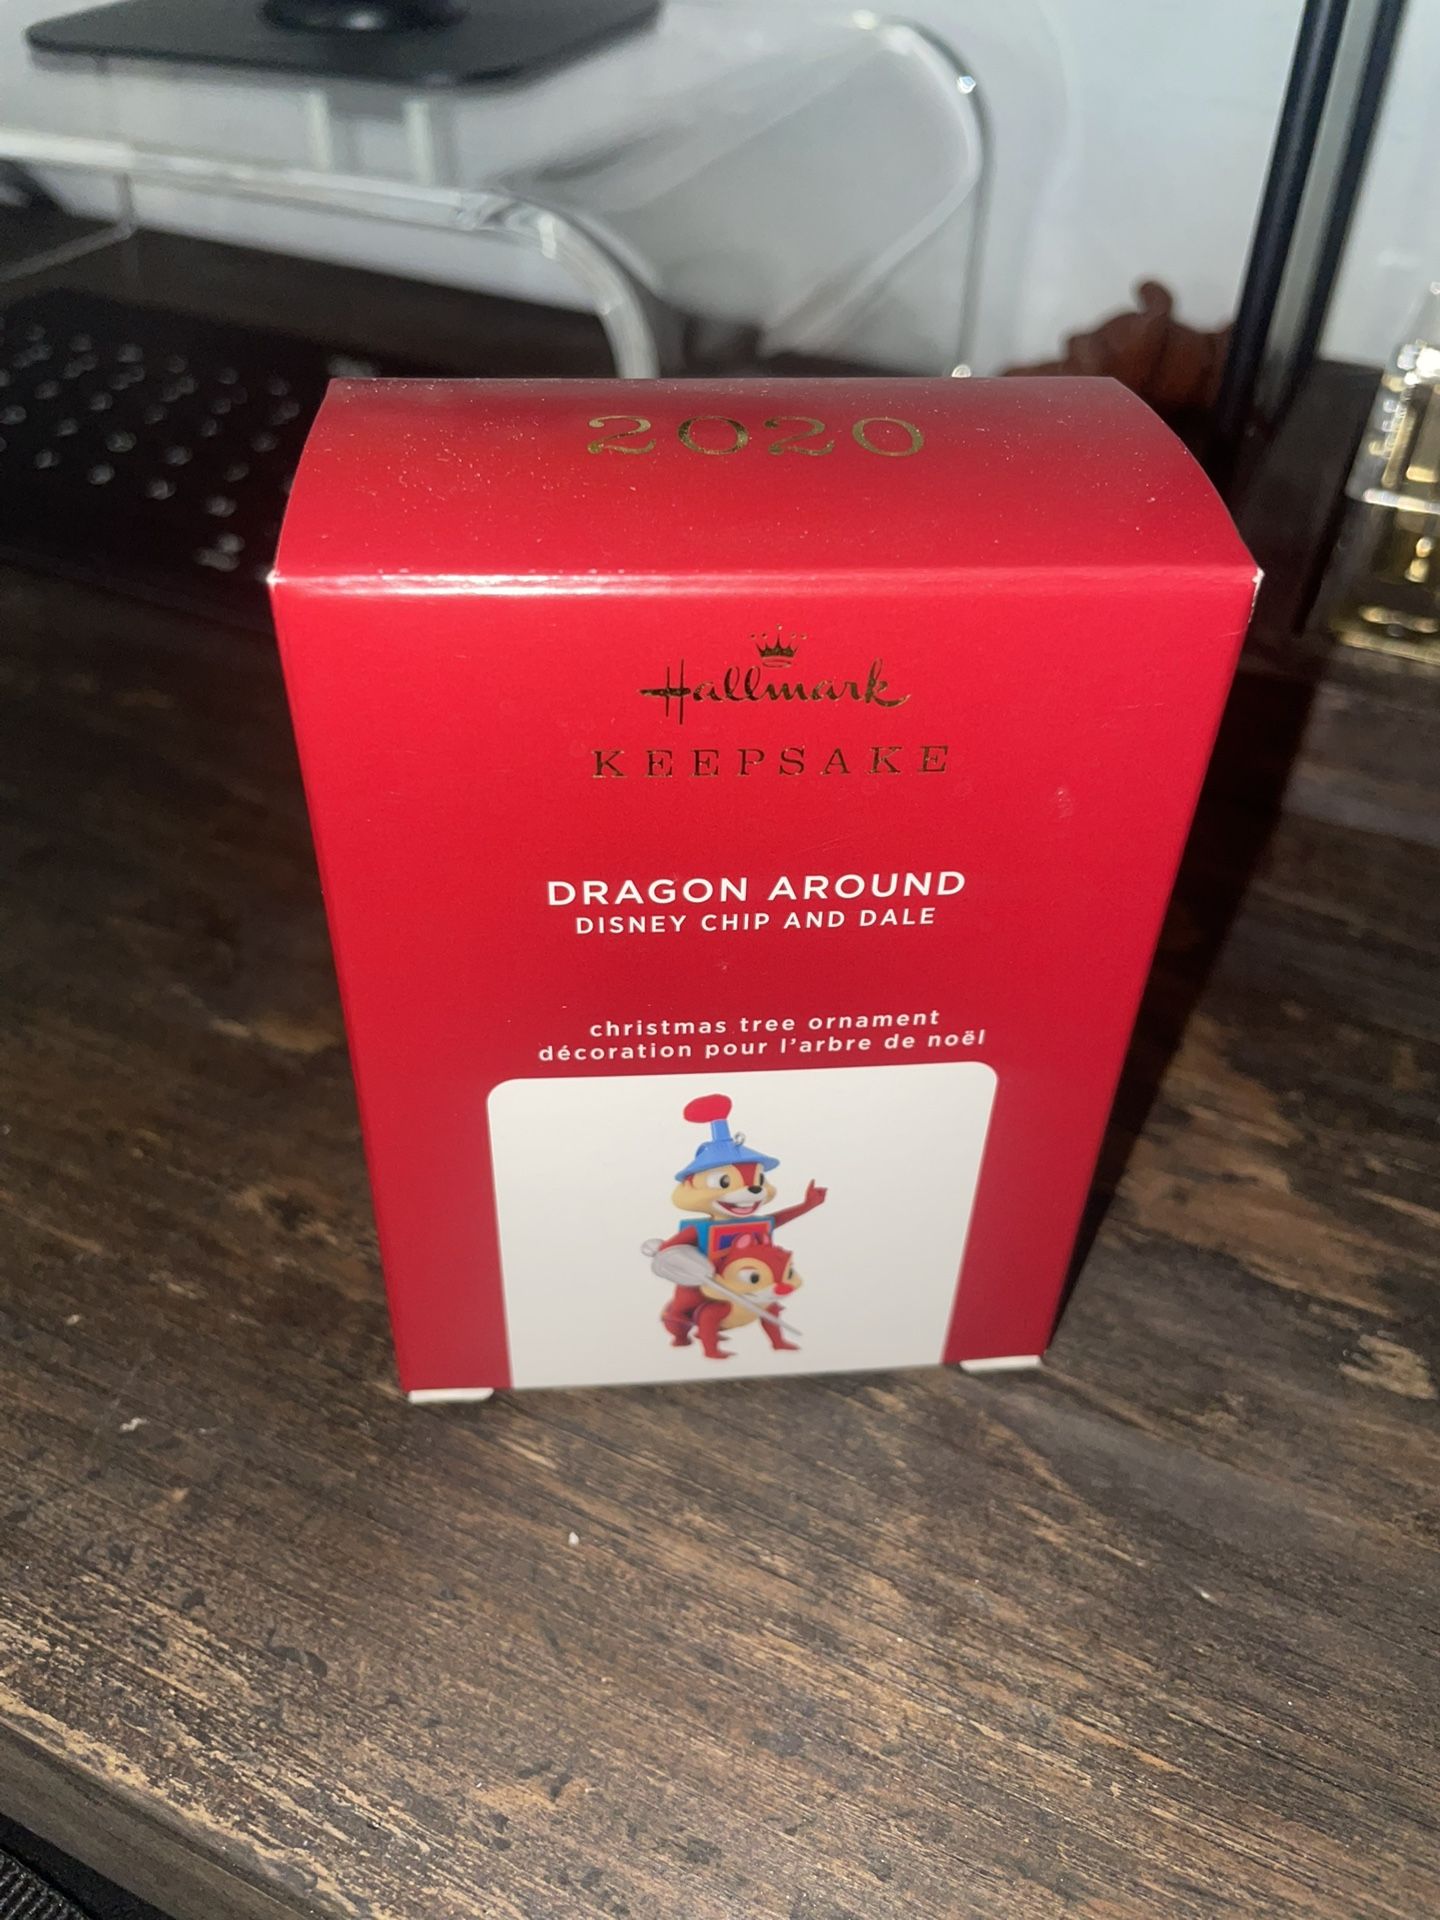 2020
Hallmark
KEEPSAKE
DRAGON AROUND
DISNEY CHIP AND DALE
christmas tree ornament
décoration pour l'arbre de noël